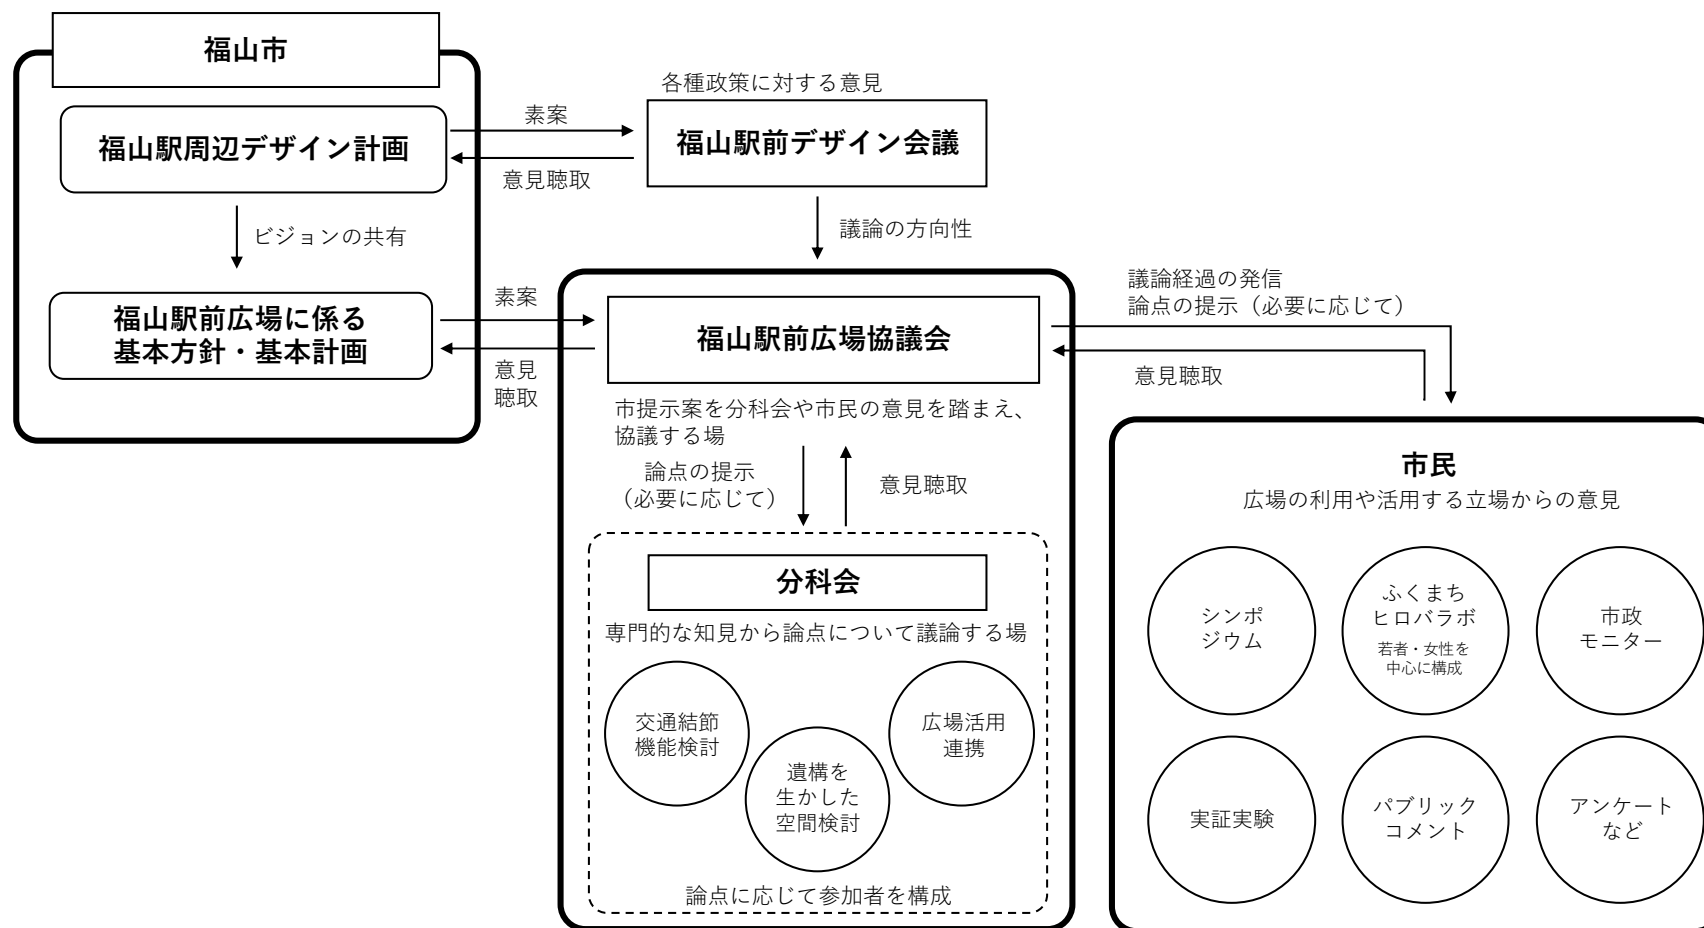 福山市
福山駅周辺デザイン計画
素案
意見聴取
各種政策に対する意見
福山駅前デザイン会議
ビジョンの共有
議論の方向性
福山駅前広場に係る
基本方針・基本計画
素案
意見
聴取
福山駅前広場協議会
市提示案を分科会や市民の意見を踏まえ、
協議する場
論点の提示
（必要に応じて）
意見聴取
議論経過の発信
論点の提示（必要に応じて）
意見聴取
分科会
専門的な知見から論点について議論する場
交通結節
機能検討
遺構を
生かした
空間検討
広場活用
連携
論点に応じて参加者を構成
市民
広場の利用や活用する立場からの意見
シンポ
ジウム
ふくまち
ヒロバラボ
若者・女性を
中心に構成
市政
モニター
実証実験
パブリック
コメント
アンケート
など